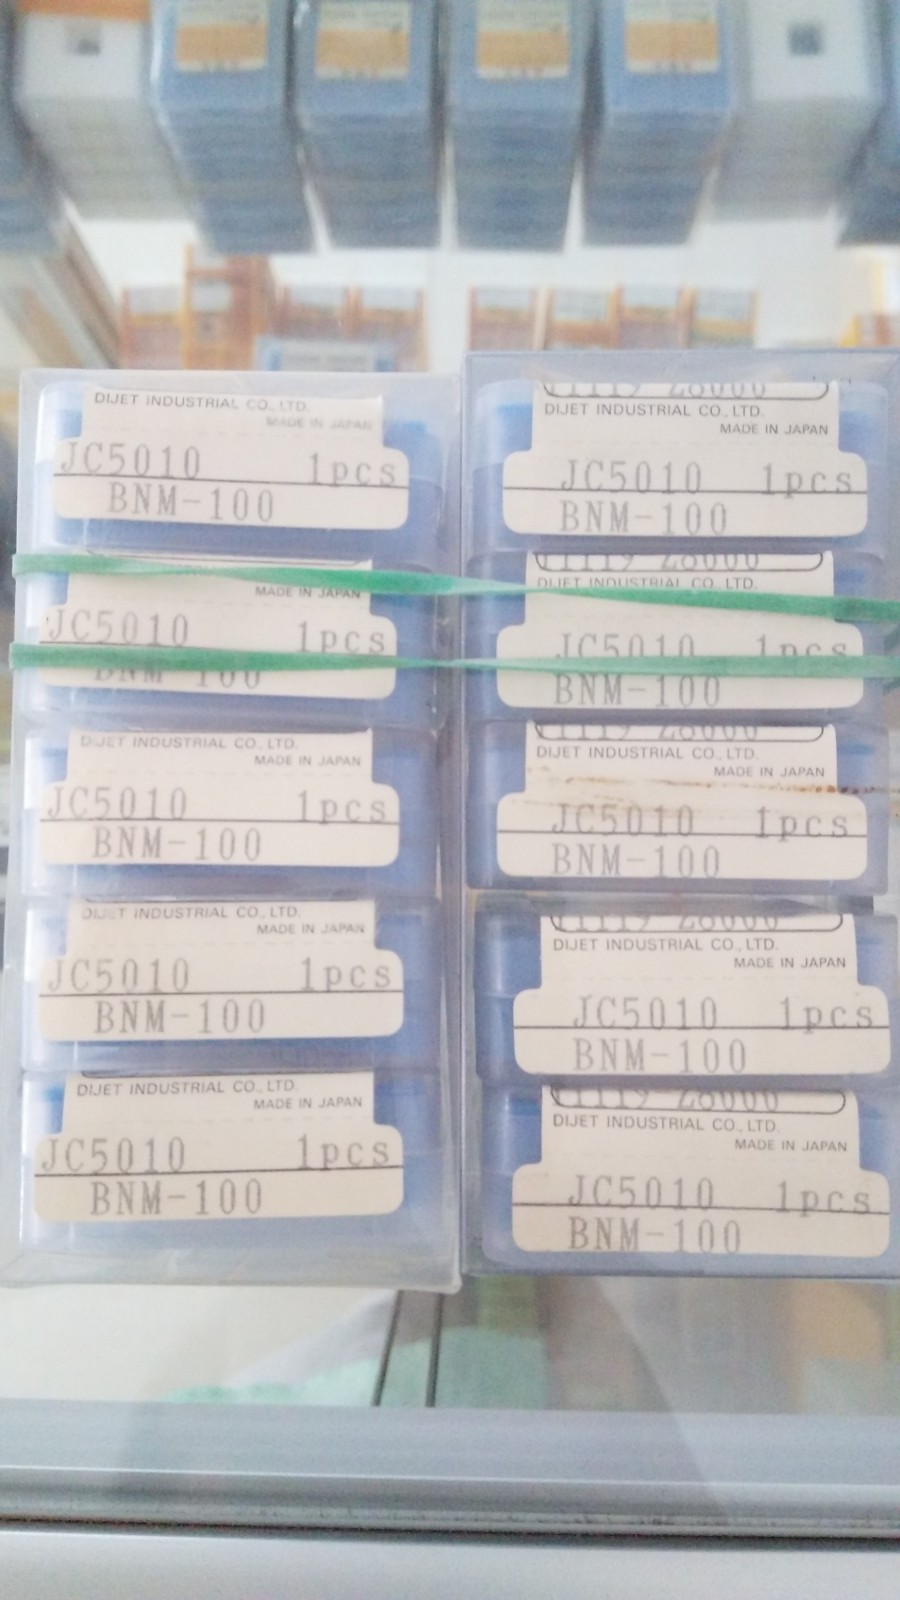 DIJET INDUSTRIAL CO., LTD.
MADE IN JAPAN
JC5010 1pcs
BNM-100
MADE IN JAPAN
JC5010 1pcs
BNM-100
DIJET INDUSTRIAL CO., LTD.
MADE IN JAPAN
JC5010 1pcs
BNM-100
DIJET INDUSTRIAL CO., LTD.
MADE IN JAPAN
JC5010 1pcs
BNM-100
DIJET INDUSTRIAL CO., LTD.
MADE IN JAPAN
JC5010 1pcs
BNM-100
DIJET INDUSTRIAL CO., LTD.
MADE IN JAPAN
JC5010 1pcs
BNM-100
DIJET INDUSTRIAL CO., LTD.
JC5010 1pcs
BNM-100
DIJET INDUSTRIAL CO., LTD.
MADE IN JAPAN
JC5010 1pcs
BNM-100
DIJET INDUSTRIAL CO., LTD.
MADE IN JAPAN
JC5010 1pcs
BNM-100
DIJET INDUSTRIAL CO., LTD.
MADE IN JAPAN
JC5010 1pcs
BNM-100